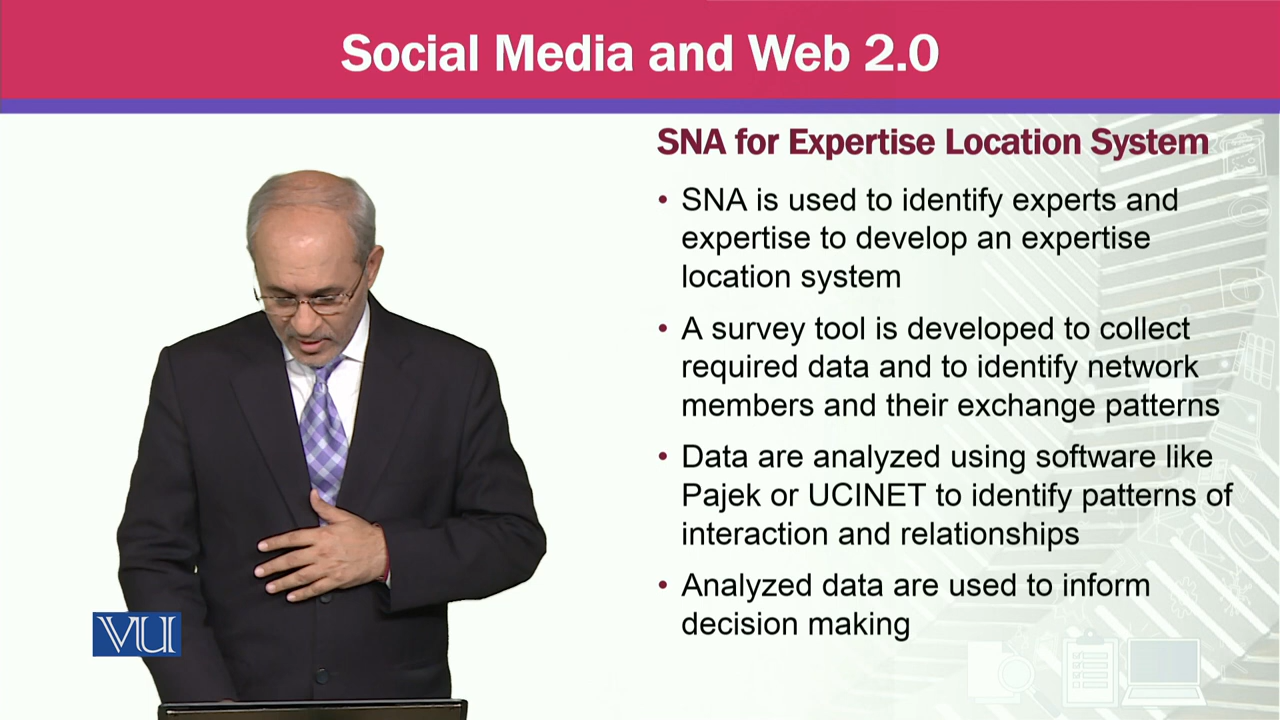 Social Media and Web 2.0
SNA for Expertise Location System
• SNA is used to identify experts and
expertise to develop an expertise
location system
• A survey tool is developed to collect
required data and to identify network
members and their exchange patterns
• Data are analyzed using software like
Pajek or UCINET to identify patterns of
interaction and relationships
• Analyzed data are used to inform
decision making
VU